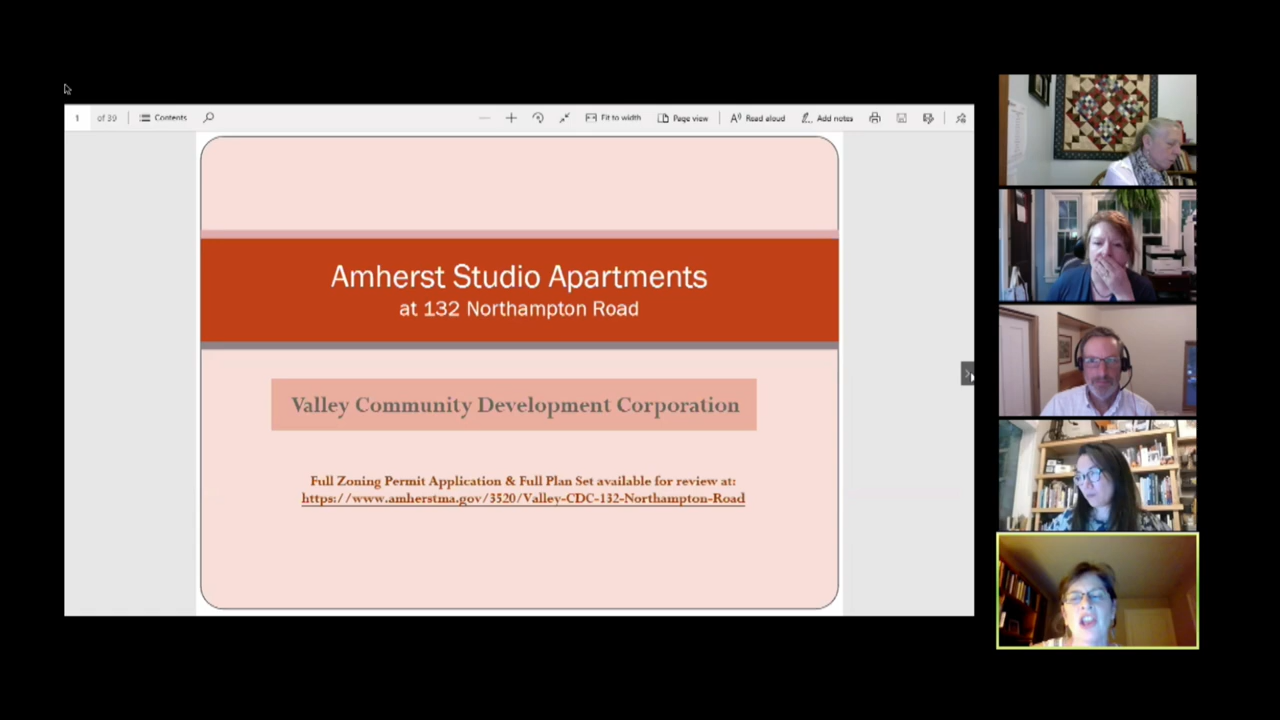 1 of 39 Contents Fit to width Page view Read aloud Add notes
Amherst Studio Apartments
at 132 Northampton Road
Valley Community Development Corporation
Full Zoning Permit Application & Full Plan Set available for review at:
https://www.amherstma.gov/3520/Valley-CDC-132-Northampton-Road